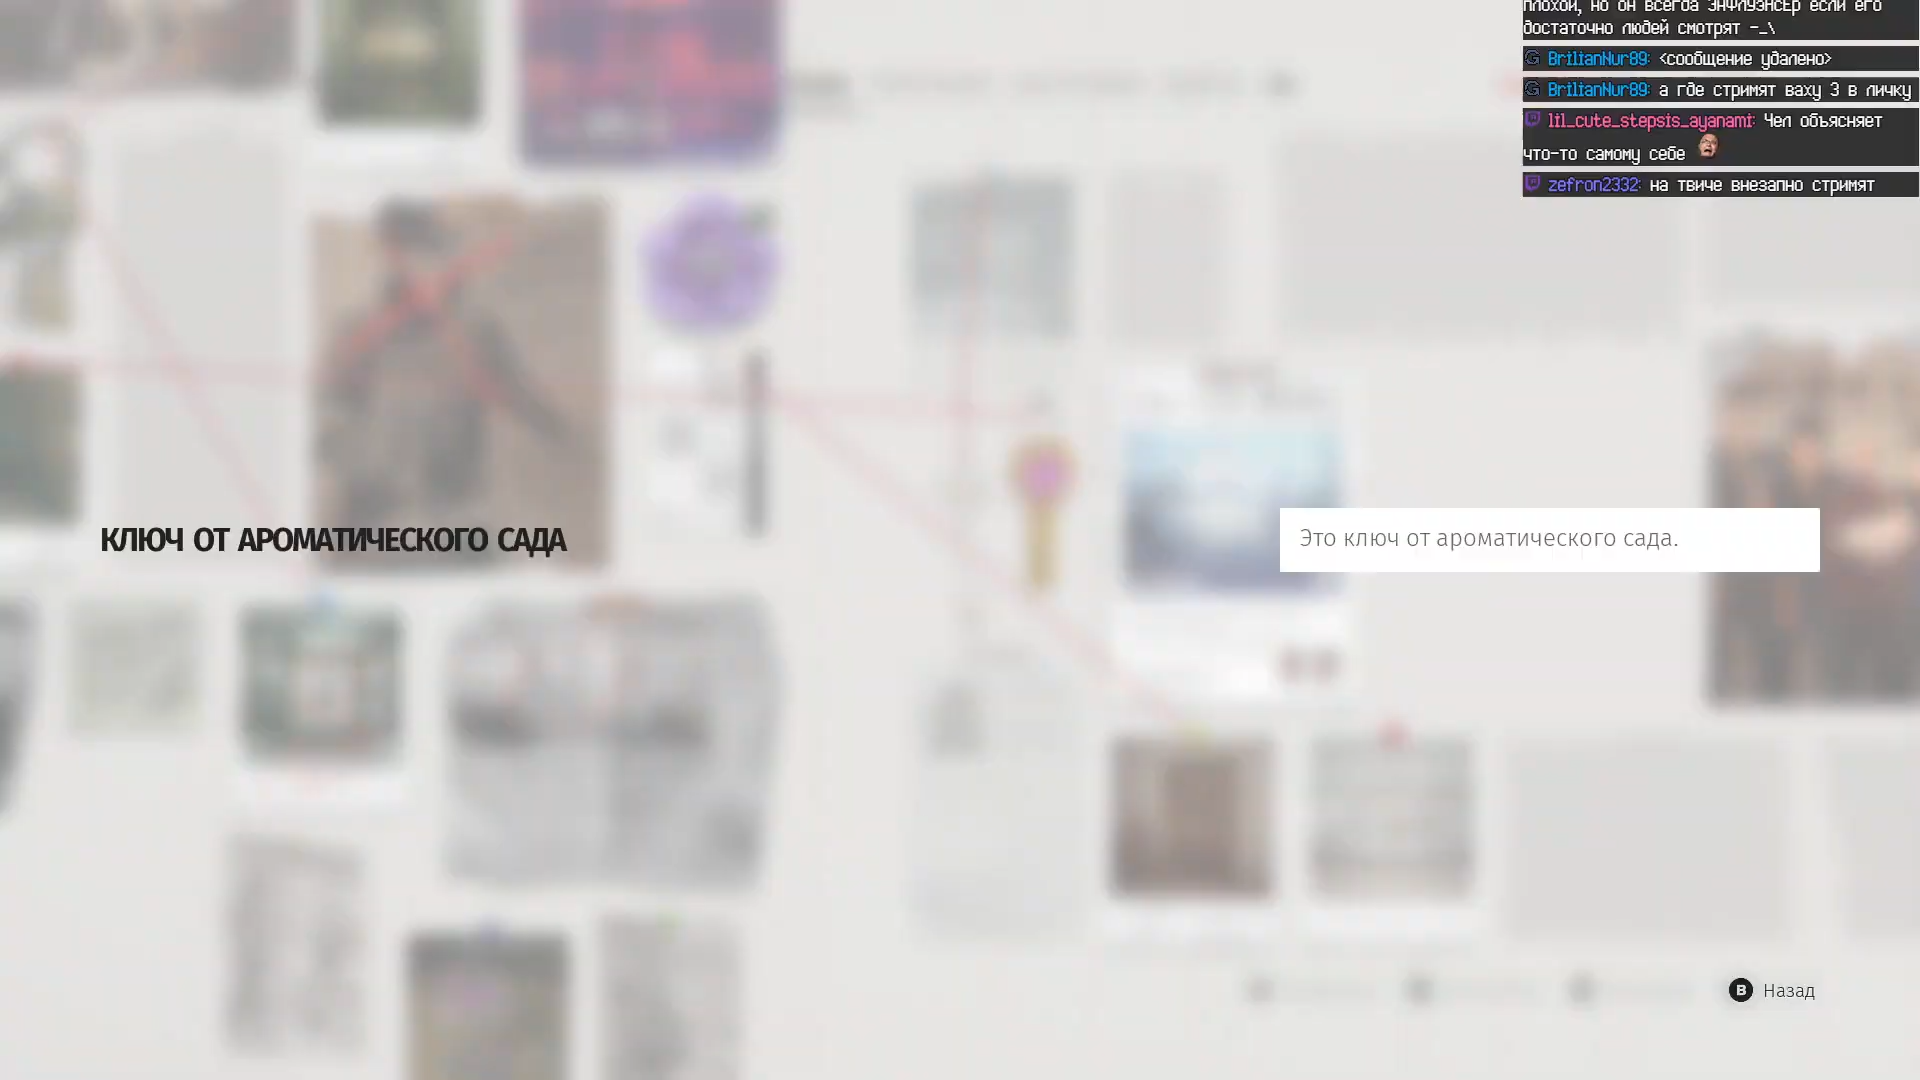 плохой, но он всегда ЭНФЛУЭНСЕР если его
достаточно людей смотрят -_\
BrilianNur89: <сообщение удалено>
BrilianNur89: а где стримят ваху 3 в личку
lil_cute_stepsis_ayanami: Чел объясняет
что-то самому себе
zefron2332: на твиче внезапно стримят
КЛЮЧ ОТ АРОМАТИЧЕСКОГО САДА
Это ключ от ароматического сада.
B Назад